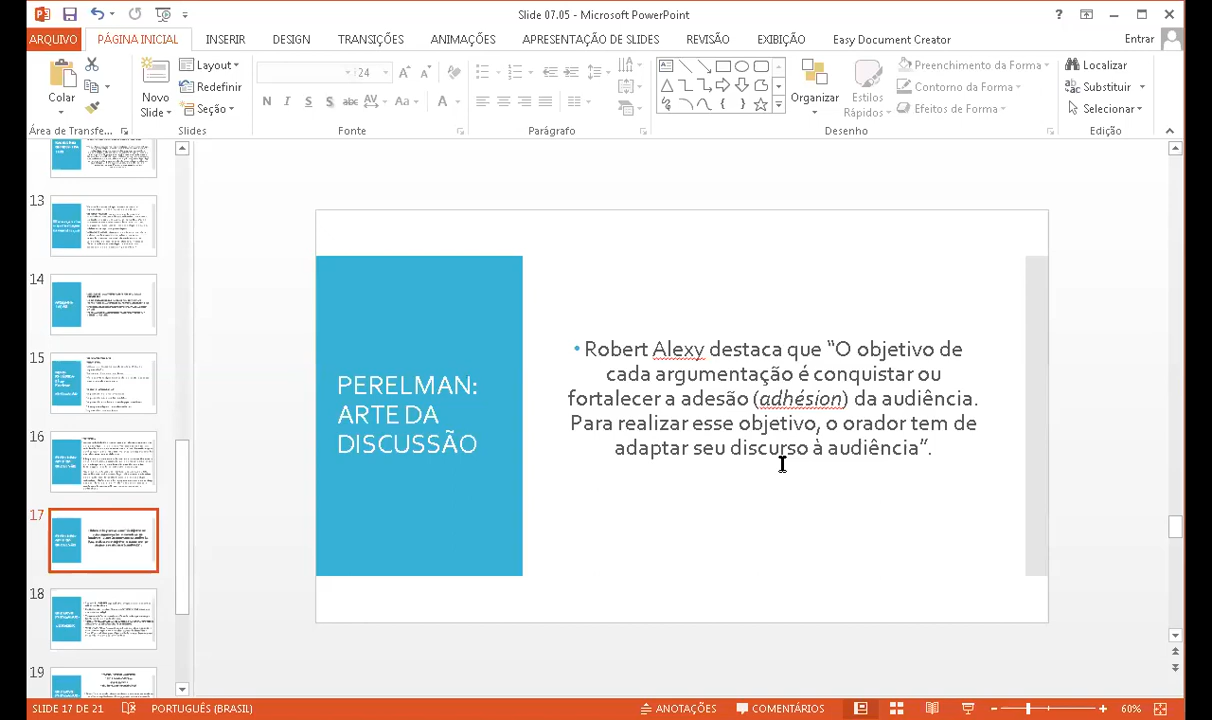 Slide 07.05 - Microsoft PowerPoint
?
ARQUIVO PÁGINA INICIAL INSERIR DESIGN TRANSIÇÕES ANIMAÇÕES APRESENTAÇÃO DE SLIDES REVISÃO EXIBIÇÃO Easy Document Creator Entrar
Colar
Área de Transfe...
Novo
Slide
Layout
Redefinir
Seção
Slides
24
N I S S abc AV Aa A
Fonte
Parágrafo
Organizar
Estilos
Rápidos
Preenchimento da Forma
Contorno da Forma
Efeitos de Forma
Desenho
Localizar
Substituir
Selecionar
Edição
13
14
15
16
17
18
19
PERELMAN:
ARTE DA
DISCUSSÃO
• Robert Alexy destaca que “O objetivo de
cada argumentação é conquistar ou
fortalecer a adesão (adhésion) da audiência.
Para realizar esse objetivo, o orador tem de
adaptar seu discurso à audiência”.
SLIDE 17 DE 21 PORTUGUÊS (BRASIL) ANOTAÇÕES COMENTÁRIOS 60%